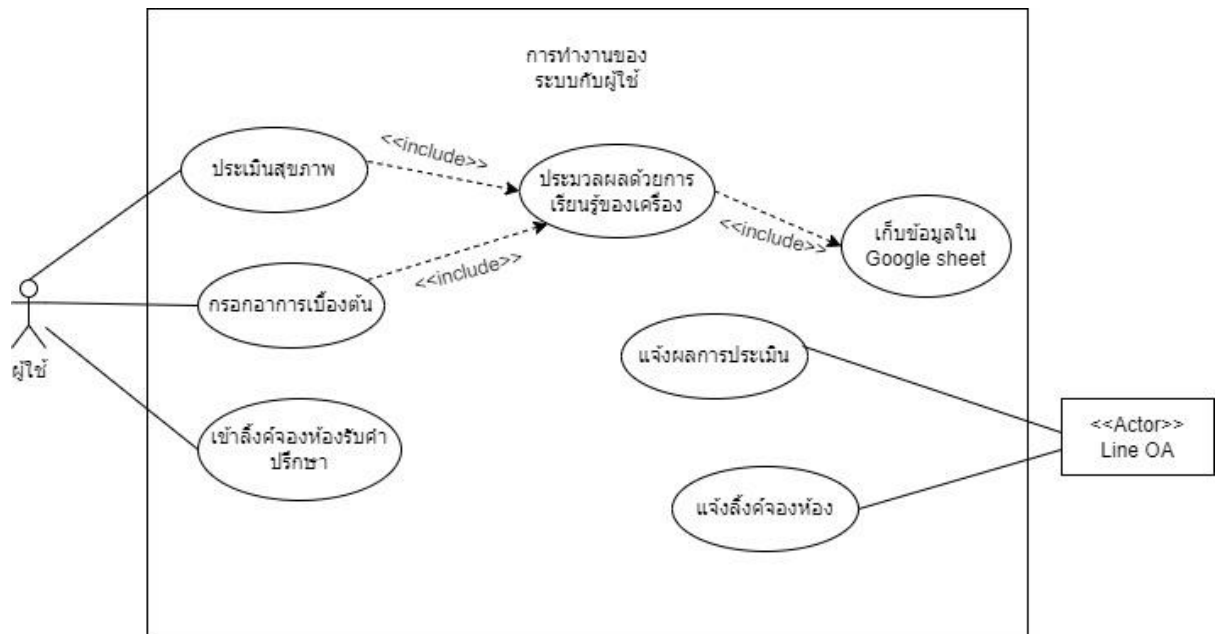 การทำงานของ
ระบบกับผู้ใช้
<<include>>
ประเมินสุขภาพ
ประมวลผลด้วยการ
เรียนรู้ของเครื่อง
<<include>>
เก็บข้อมูลใน
Google sheet
<<include>>
กรอกอาการเบื้องต้น
ผู้ใช้
แจ้งผลการประเมิน
เข้าลิ้งค์จองห้องรับคำ
ปรึกษา
<<Actor>>
Line OA
แจ้งลิ้งค์จองห้อง